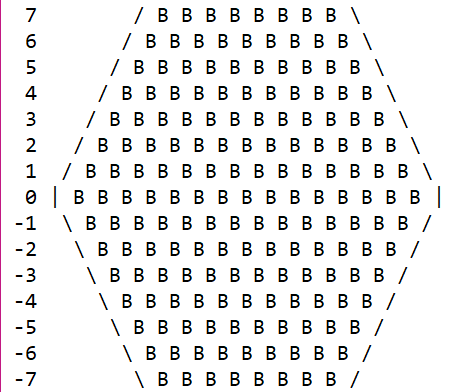 7 / B B B B B B B B \
6 / B B B B B B B B B \
5 / B B B B B B B B B B \
4 / B B B B B B B B B B B \
3 / B B B B B B B B B B B B \
2 / B B B B B B B B B B B B B \
1 / B B B B B B B B B B B B B B \
0 | B B B B B B B B B B B B B B B |
-1 \ B B B B B B B B B B B B B B /
-2 \ B B B B B B B B B B B B B /
-3 \ B B B B B B B B B B B B /
-4 \ B B B B B B B B B B B /
-5 \ B B B B B B B B B B /
-6 \ B B B B B B B B B /
-7 \ B B B B B B B B /